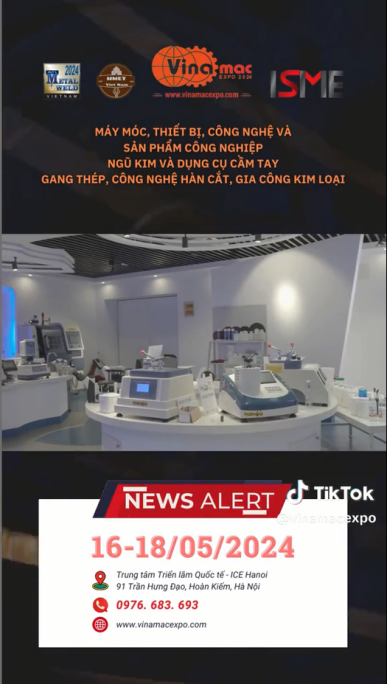 2024
METAL
WELD
VIETNAM
HMET
Vinamac
EXPO 2024
www.vinamacexpo.com
ISME
MÁY MÓC, THIẾT BỊ, CÔNG NGHỆ VÀ
SẢN PHẨM CÔNG NGHIỆP
NGŨ KIM VÀ DỤNG CỤ CẦM TAY
GANG THÉP, CÔNG NGHỆ HÀN CẮT, GIA CÔNG KIM LOẠI
NEWS ALERT
TikTok
@vinamacexpo
16-18/05/2024
Trung tâm Triển lãm Quốc tế - ICE Hanoi
91 Trần Hưng Đạo, Hoàn Kiếm, Hà Nội
0976. 683. 693
www.vinamacexpo.com